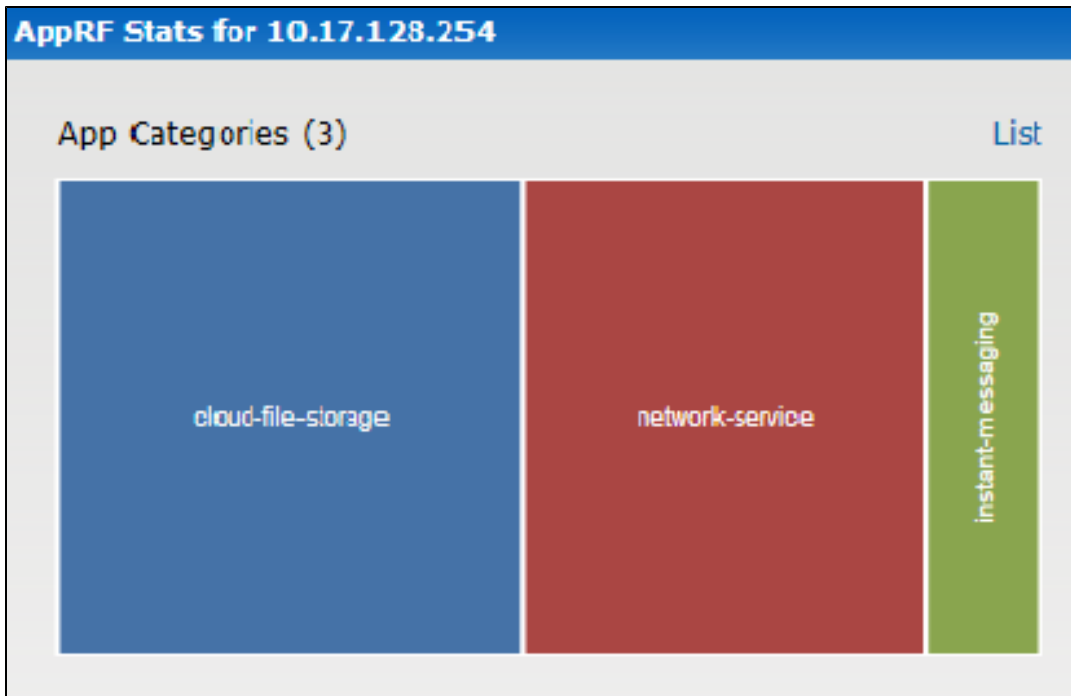 AppRF Stats for 10.17.128.254
App Categories (3)
List
cloud-file-storage
network-service
instant-messaging